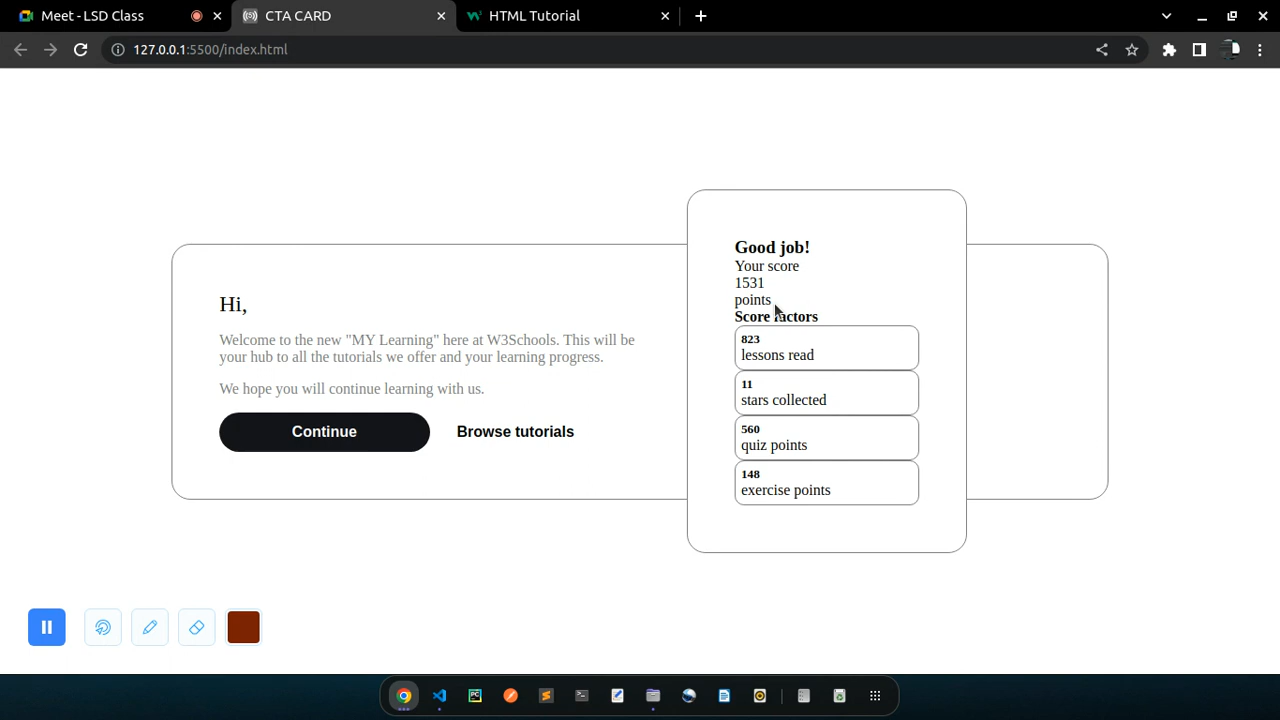 Meet - LSD Class
CTA CARD
HTML Tutorial
127.0.0.1:5500/index.html
Hi,
Welcome to the new "MY Learning" here at W3Schools. This will be
your hub to all the tutorials we offer and your learning progress.
We hope you will continue learning with us.
Continue
Browse tutorials
Good job!
Your score
1531
points
Score factors
823
lessons read
11
stars collected
560
quiz points
148
exercise points
PC